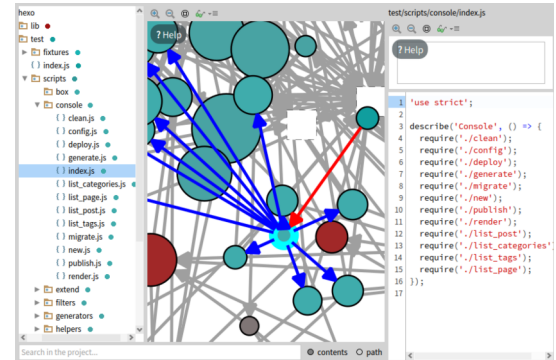 hexo
lib
test
fixtures
{ } index.js
scripts
box
console
{ } clean.js
{ } config.js
{ } deploy.js
{ } generate.js
{ } index.js
{ } list_categories.js
{ } list_page.js
{ } list_post.js
{ } list_tags.js
{ } migrate.js
{ } new.js
{ } publish.js
{ } render.js
extend
filters
generators
helpers
Search in the project...
? Help
contents
path
test/scripts/console/index.js
? Help
1 'use strict';
2
3 describe('Console', () => {
4 require('./clean');
5 require('./config');
6 require('./deploy');
7 require('./generate');
8 require('./migrate');
9 require('./new');
10 require('./publish');
11 require('./render');
12 require('./list_post');
13 require('./list_categories'
14 require('./list_tags');
15 require('./list_page');
16 });
17